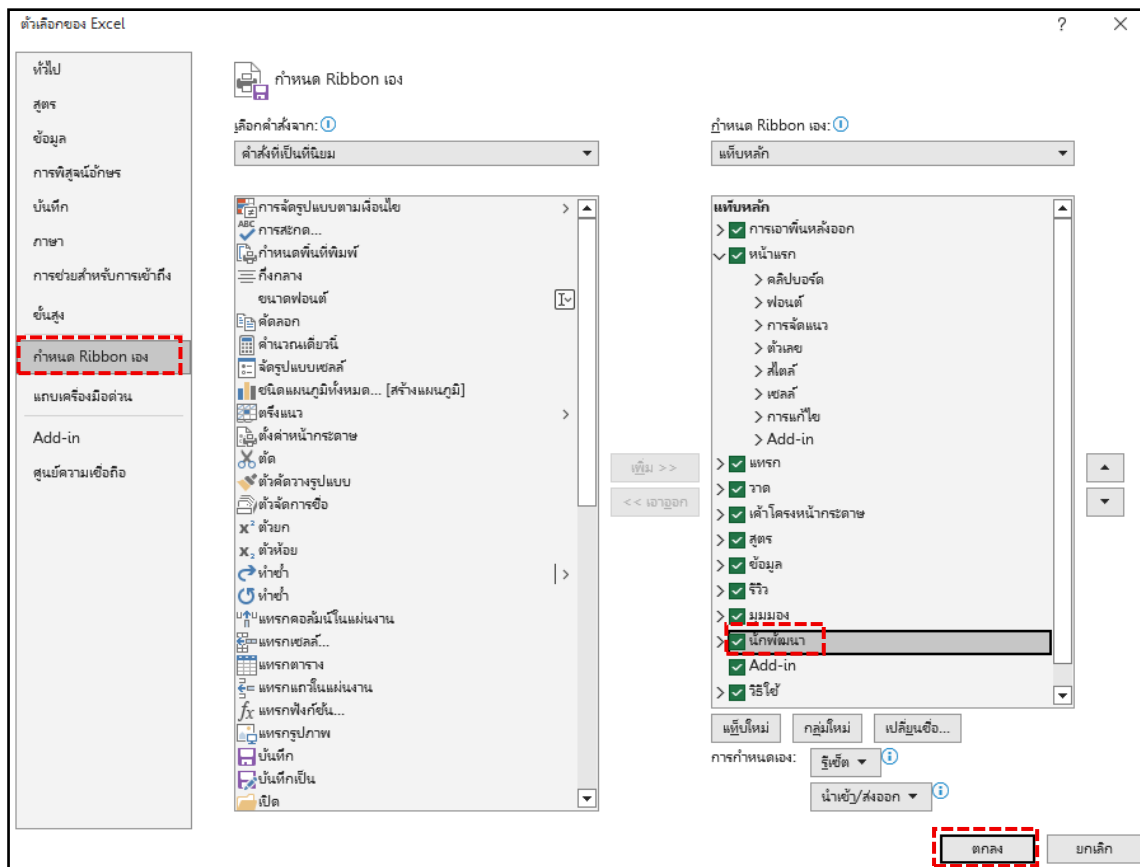 ตัวเลือกของ Excel
?
ทั่วไป
สูตร
ข้อมูล
การพิสูจน์อักษร
บันทึก
ภาษา
การช่วยสำหรับการเข้าถึง
ขั้นสูง
กำหนด Ribbon เอง
แถบเครื่องมือด่วน
Add-in
ศูนย์ความเชื่อถือ
กำหนด Ribbon เอง
เลือกคำสั่งจาก:
คำสั่งที่เป็นที่นิยม
การจัดรูปแบบตามเงื่อนไข
การสะกด...
กำหนดพื้นที่พิมพ์
กึ่งกลาง
ขนาดฟอนต์
คัดลอก
คำนวณเดี๋ยวนี้
จัดรูปแบบเซลล์
ชนิดแผนภูมิทั้งหมด... [สร้างแผนภูมิ]
ตรึงแนว
ตั้งค่าหน้ากระดาษ
ตัด
ตัวคัดวางรูปแบบ
ตัวจัดการชื่อ
ตัวยก
ตัวห้อย
ทำซ้ำ
ทำซ้ำ
แทรกคอลัมน์ในแผ่นงาน
แทรกเซลล์...
แทรกตาราง
แทรกแถวในแผ่นงาน
แทรกฟังก์ชัน...
แทรกรูปภาพ
บันทึก
บันทึกเป็น
เปิด
เพิ่ม >>
<< เอาออก
กำหนด Ribbon เอง:
แท็บหลัก
แท็บหลัก
การเอาพื้นหลังออก
หน้าแรก
คลิปบอร์ด
ฟอนต์
การจัดแนว
ตัวเลข
สไตล์
เซลล์
การแก้ไข
Add-in
แทรก
วาด
เค้าโครงหน้ากระดาษ
สูตร
ข้อมูล
รีวิว
มุมมอง
นักพัฒนา
Add-in
วิธีใช้
แท็บใหม่ กลุ่มใหม่ เปลี่ยนชื่อ...
การกำหนดเอง: รีเซ็ต
นำเข้า/ส่งออก
ตกลง ยกเลิก